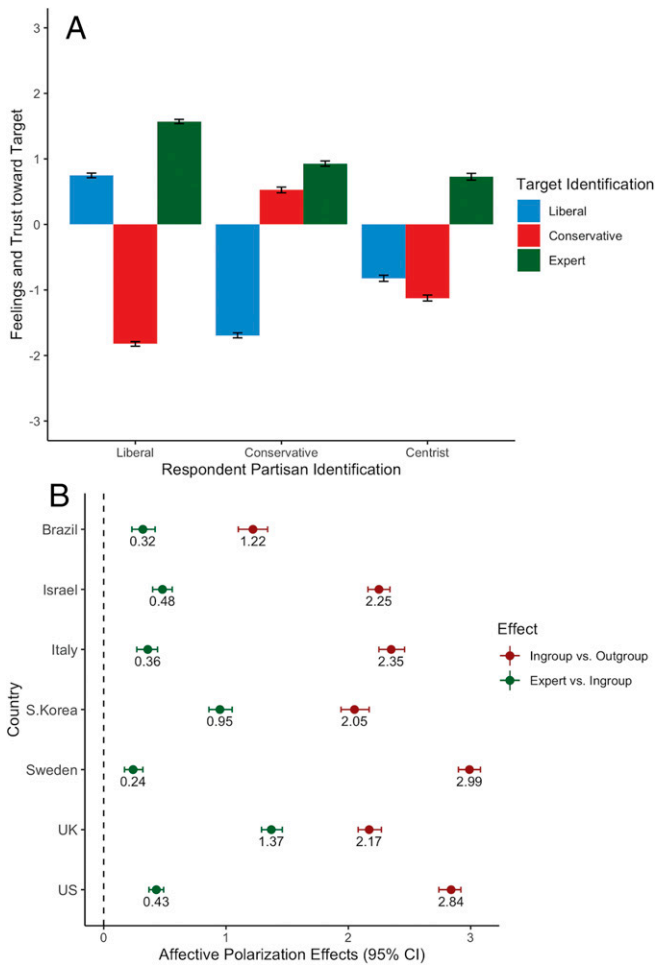 A
3
2
1
0
-1
-2
-3
Feelings and Trust toward Target
Liberal
Conservative
Centrist
Respondent Partisan Identification
Target Identification
Liberal
Conservative
Expert
B
Country
Brazil
0.32
1.22
Israel
0.48
2.25
Italy
0.36
2.35
S.Korea
0.95
2.05
Sweden
0.24
2.99
UK
1.37
2.17
US
0.43
2.84
0
1
2
3
Affective Polarization Effects (95% CI)
Effect
Ingroup vs. Outgroup
Expert vs. Ingroup